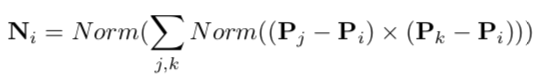 N_i = Norm(∑_{j,k} Norm((P_j − P_i) × (P_k − P_i)))